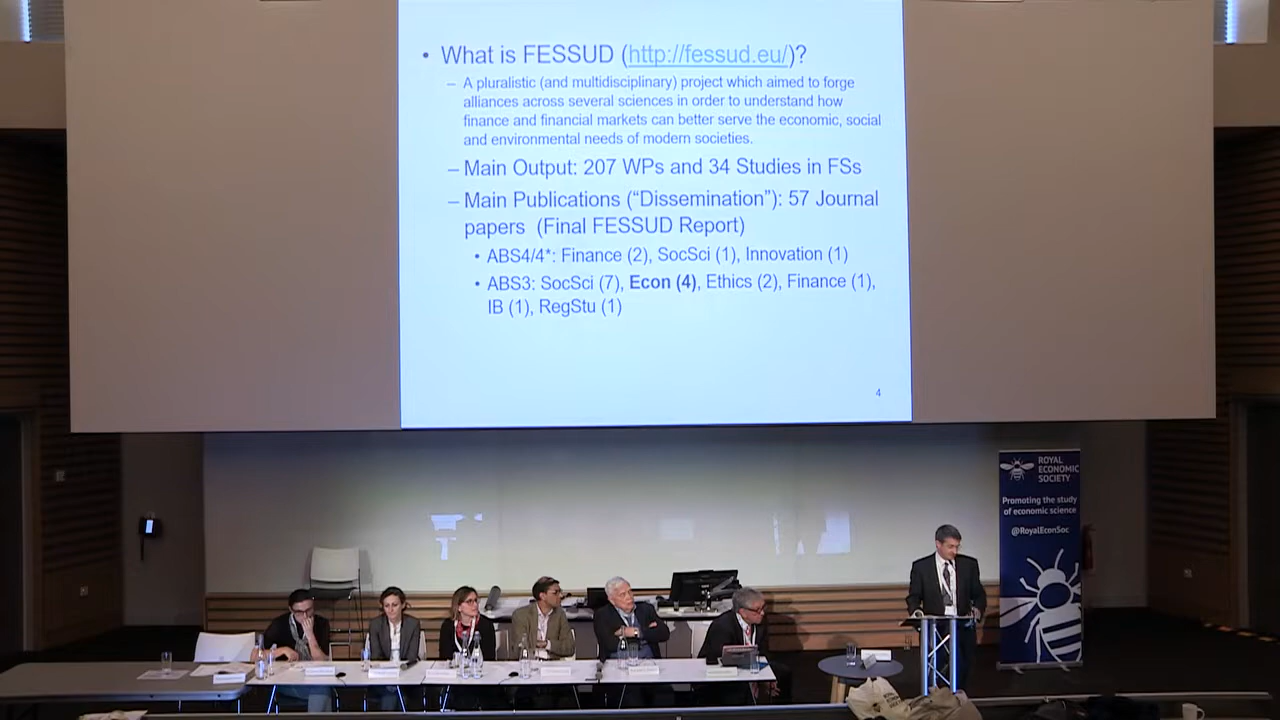 • What is FESSUD (http://fessud.eu/)?
– A pluralistic (and multidisciplinary) project which aimed to forge
alliances across several sciences in order to understand how
finance and financial markets can better serve the economic, social
and environmental needs of modern societies.
– Main Output: 207 WPs and 34 Studies in FSs
– Main Publications (“Dissemination”): 57 Journal
papers (Final FESSUD Report)
• ABS4/4*: Finance (2), SocSci (1), Innovation (1)
• ABS3: SocSci (7), Econ (4), Ethics (2), Finance (1),
IB (1), RegStu (1)
4
ROYAL
ECONOMIC
SOCIETY
Promoting the study
of economic science
@RoyalEconSoc